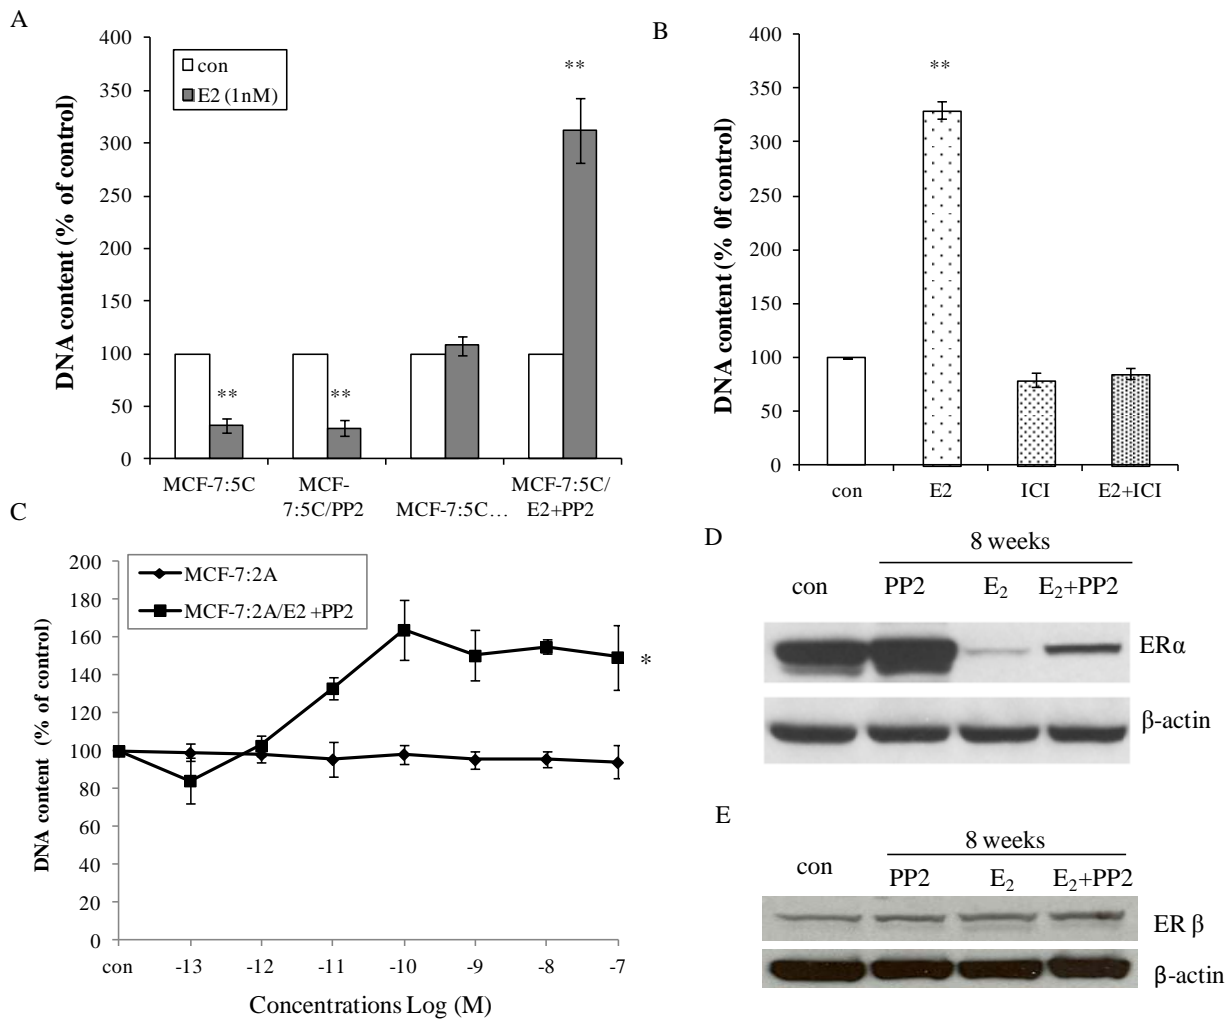 A
400
350
300
250
200
150
100
50
0
DNA content (% of control)
con
E2 (1nM)
**
**
**
MCF-7:5C
MCF-
7:5C/PP2
MCF-7:5C…
MCF-7:5C/
E2+PP2
B
400
350
300
250
200
150
100
50
0
DNA content (% 0f control)
**
con
E2
ICI
E2+ICI
C
200
180
160
140
120
100
80
60
40
20
0
DNA content (% of control)
MCF-7:2A
MCF-7:2A/E2 +PP2
*
con
-13
-12
-11
-10
-9
-8
-7
Concentrations Log (M)
D
8 weeks
con PP2 E₂ E₂+PP2
ERα
β-actin
E
8 weeks
con PP2 E₂ E₂+PP2
ER β
β-actin